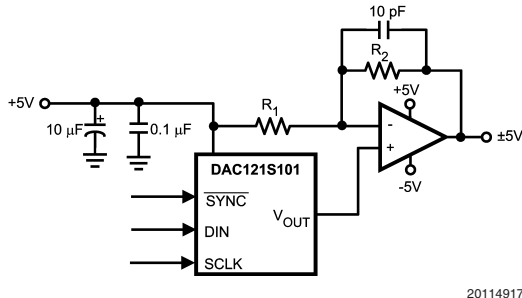 10 pF
R2
+5V
R1
+5V
10 µF
+
0.1 µF
-
+
±5V
-5V
DAC121S101
SYNC
VOUT
DIN
SCLK
20114917